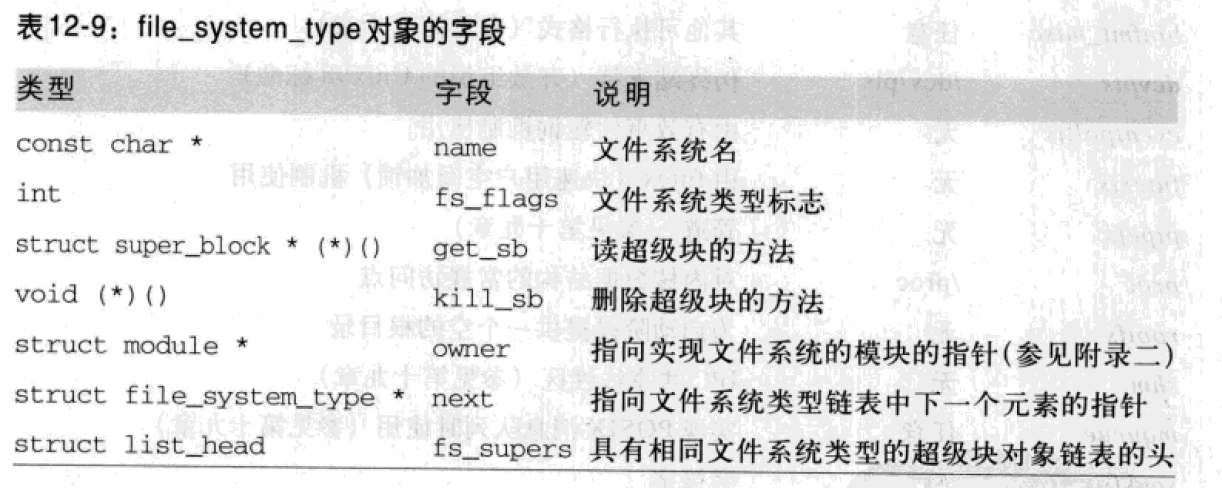 表12-9：file_system_type对象的字段
类型 字段 说明
const char * name 文件系统名
int fs_flags 文件系统类型标志
struct super_block * (*)() get_sb 读超级块的方法
void (*)() kill_sb 删除超级块的方法
struct module * owner 指向实现文件系统的模块的指针(参见附录二)
struct file_system_type * next 指向文件系统类型链表中下一个元素的指针
struct list_head fs_supers 具有相同文件系统类型的超级块对象链表的头